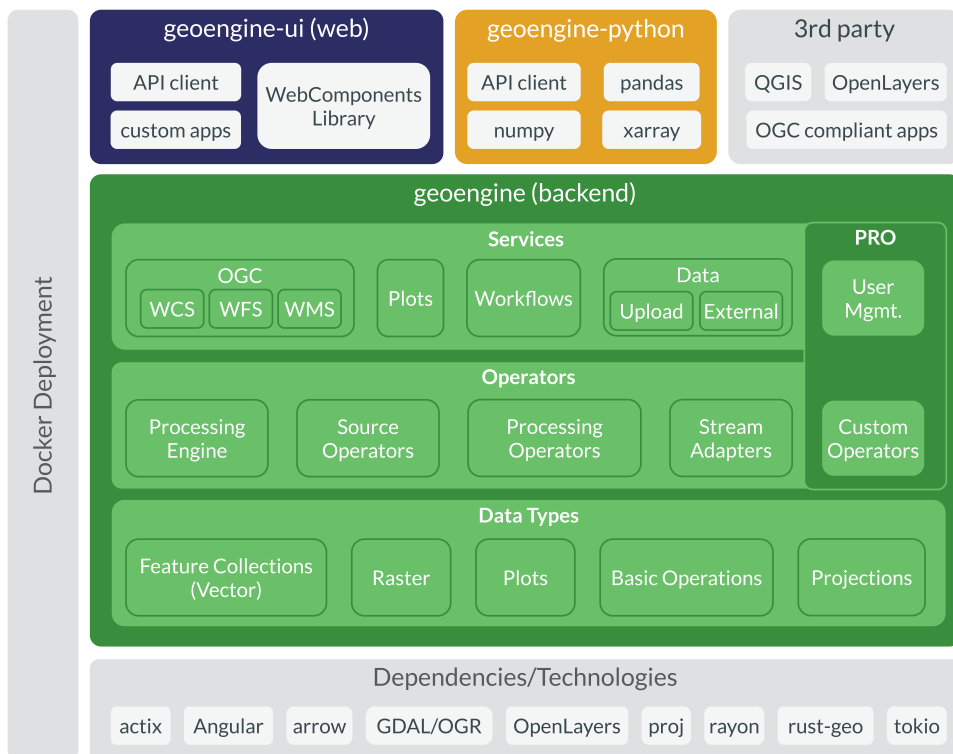 Docker Deployment
geoengine-ui (web)
API client
custom apps
WebComponents
Library
geoengine-python
API client
pandas
numpy
xarray
3rd party
QGIS
OpenLayers
OGC compliant apps
geoengine (backend)
Services
OGC
WCS
WFS
WMS
Plots
Workflows
Data
Upload
External
PRO
User
Mgmt.
Operators
Processing
Engine
Source
Operators
Processing
Operators
Stream
Adapters
Custom
Operators
Data Types
Feature Collections
(Vector)
Raster
Plots
Basic Operations
Projections
Dependencies/Technologies
actix
Angular
arrow
GDAL/OGR
OpenLayers
proj
rayon
rust-geo
tokio